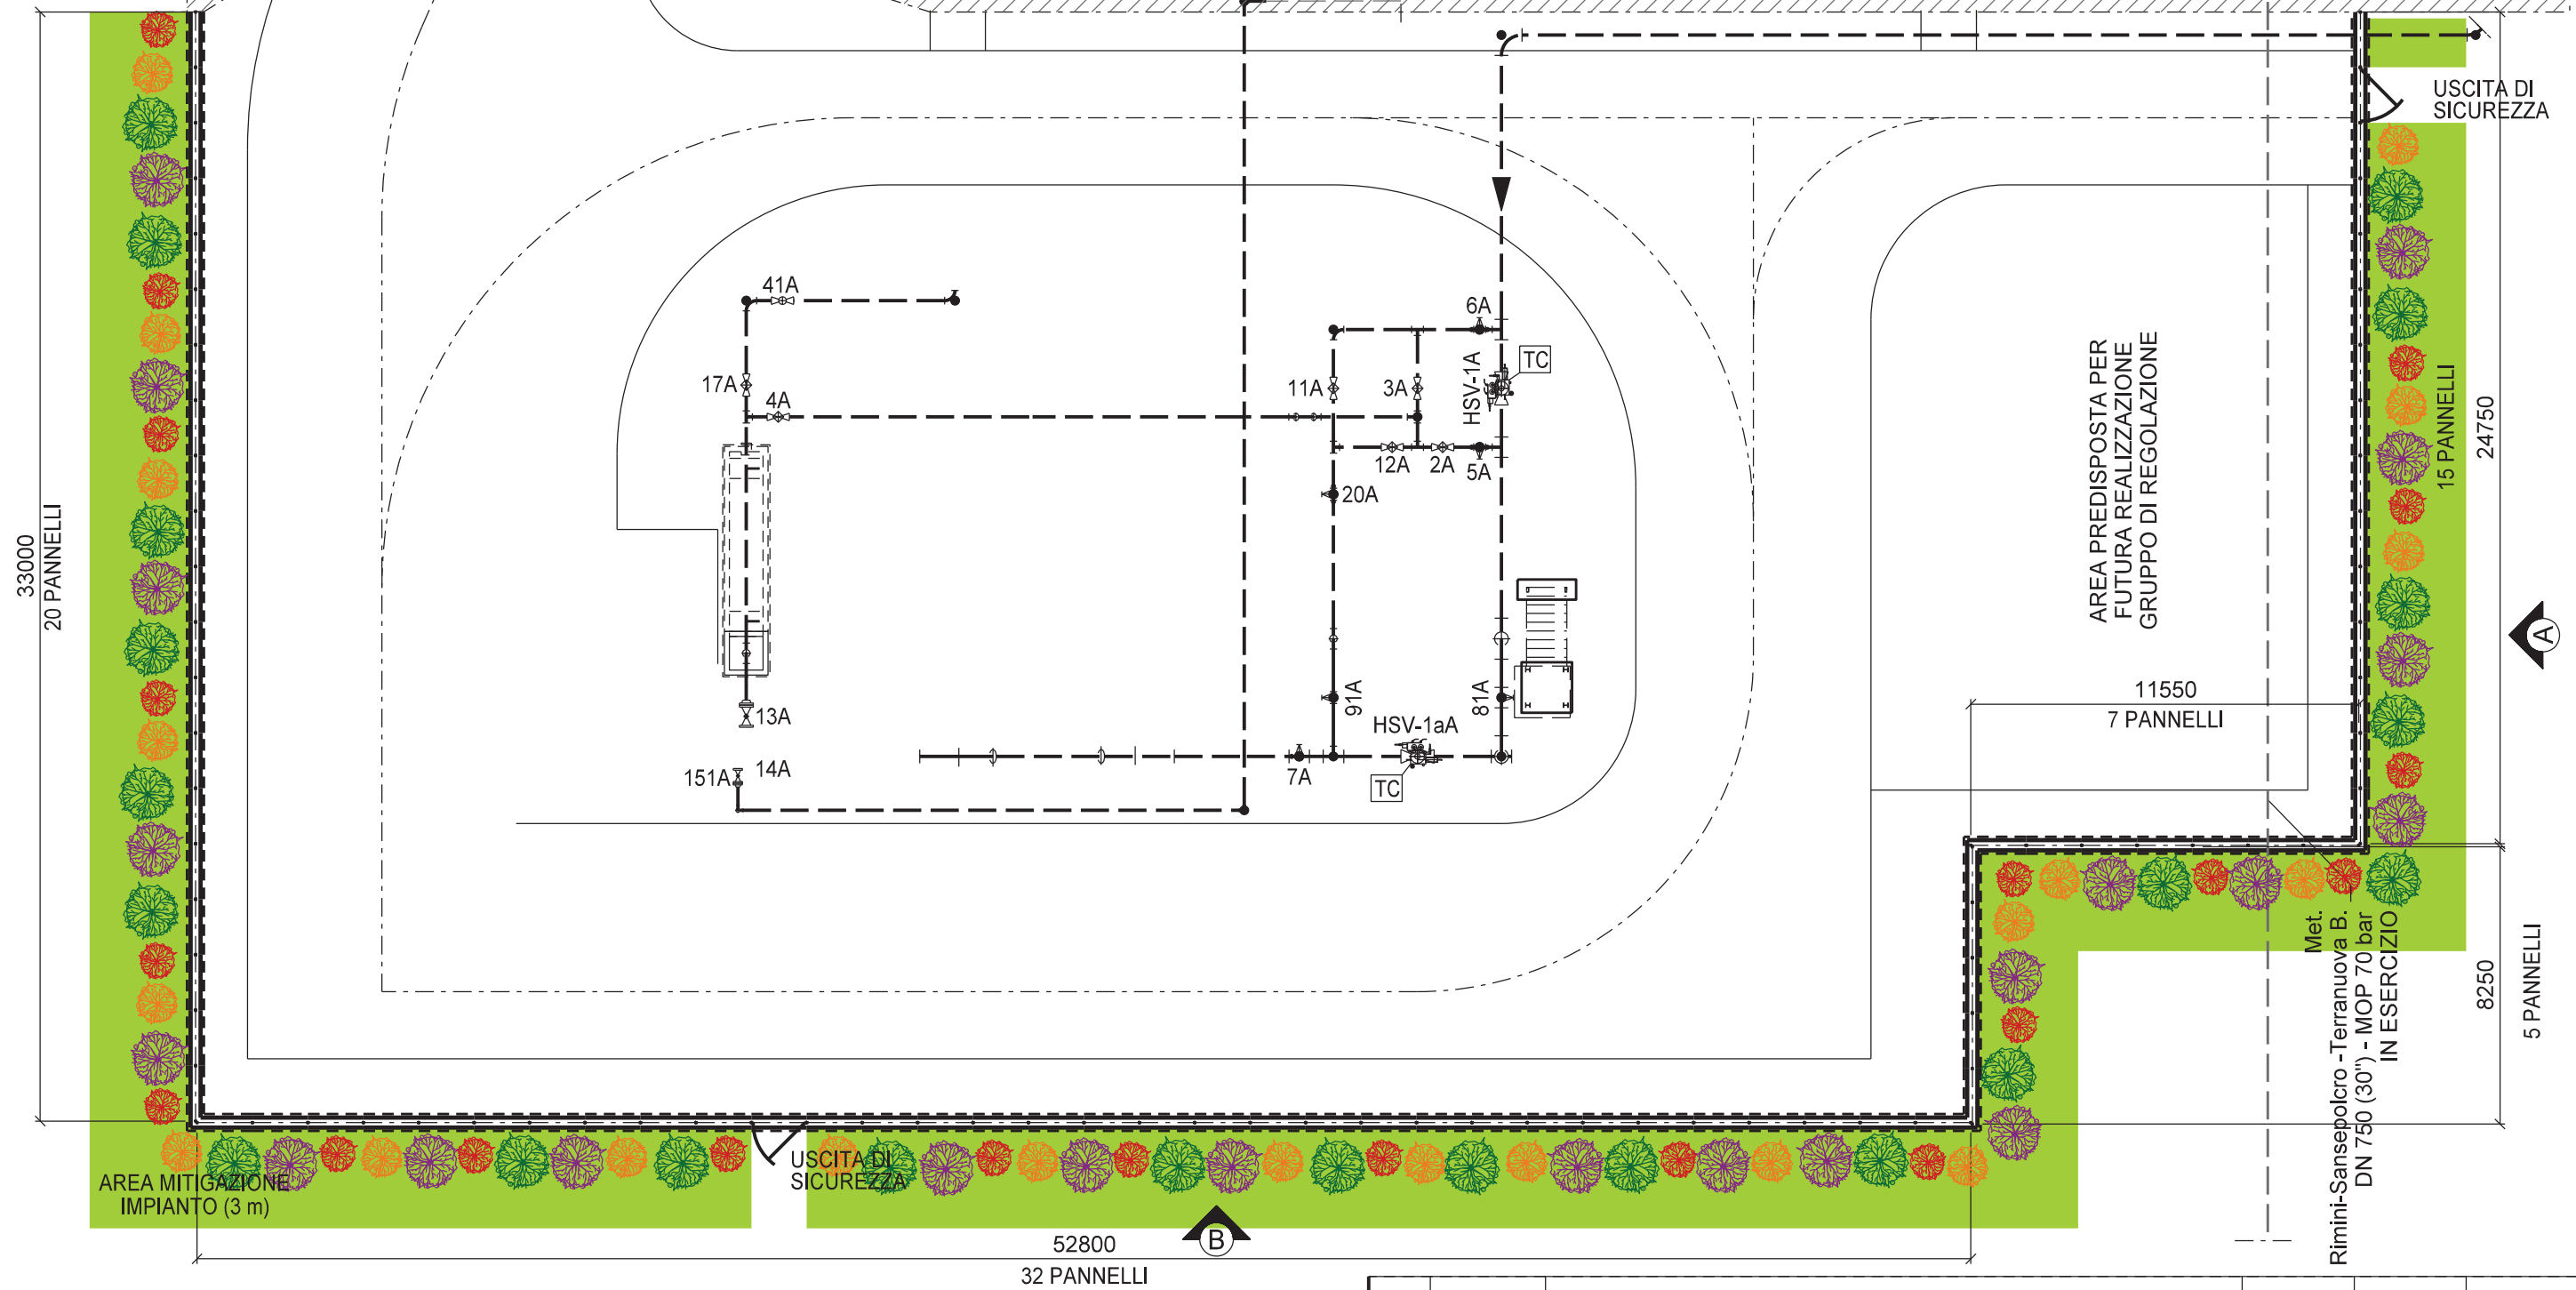 USCITA DI
SICUREZZA
41A
6A
TC
HSV-1A
17A
4A
11A
3A
12A
2A
5A
20A
AREA PREDISPOSTA PER
FUTURA REALIZZAZIONE
GRUPPO DI REGOLAZIONE
15 PANNELLI
24750
33000
20 PANNELLI
A
91A
81A
11550
7 PANNELLI
13A
HSV-1aA
151A
14A
7A
TC
Met.
Rimini-Sansepolcro -Terranuova B.
DN 750 (30") - MOP 70 bar
IN ESERCIZIO
8250
5 PANNELLI
USCITA DI
SICUREZZA
AREA MITIGAZIONE
IMPIANTO (3 m)
B
52800
32 PANNELLI